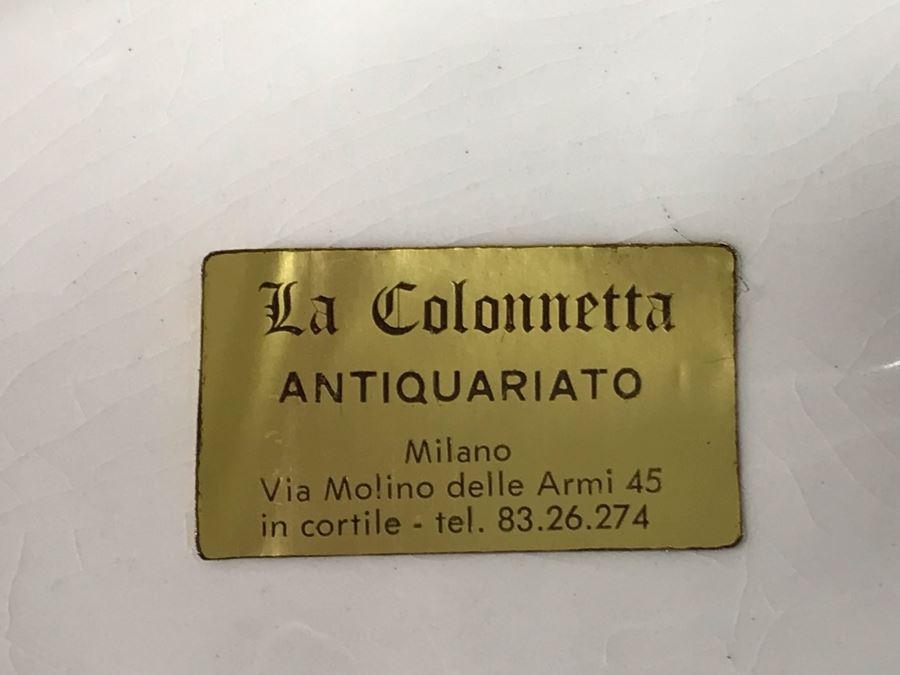 La Colonnetta
ANTIQUARIATO
Milano
Via Molino delle Armi 45
in cortile - tel. 83.26.274